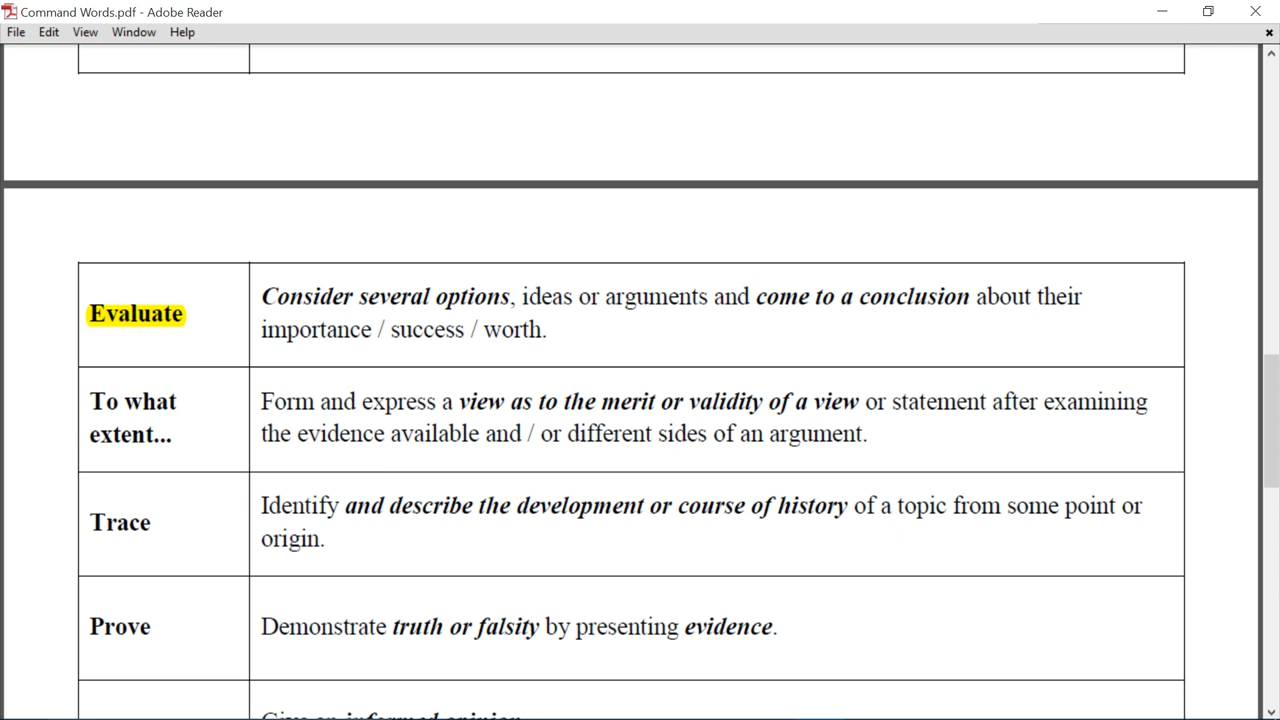 Command Words.pdf - Adobe Reader
File Edit View Window Help
Evaluate
Consider several options, ideas or arguments and come to a conclusion about their
importance / success / worth.
To what
extent...
Form and express a view as to the merit or validity of a view or statement after examining
the evidence available and / or different sides of an argument.
Trace
Identify and describe the development or course of history of a topic from some point or
origin.
Prove
Demonstrate truth or falsity by presenting evidence.
Give an informed opinion